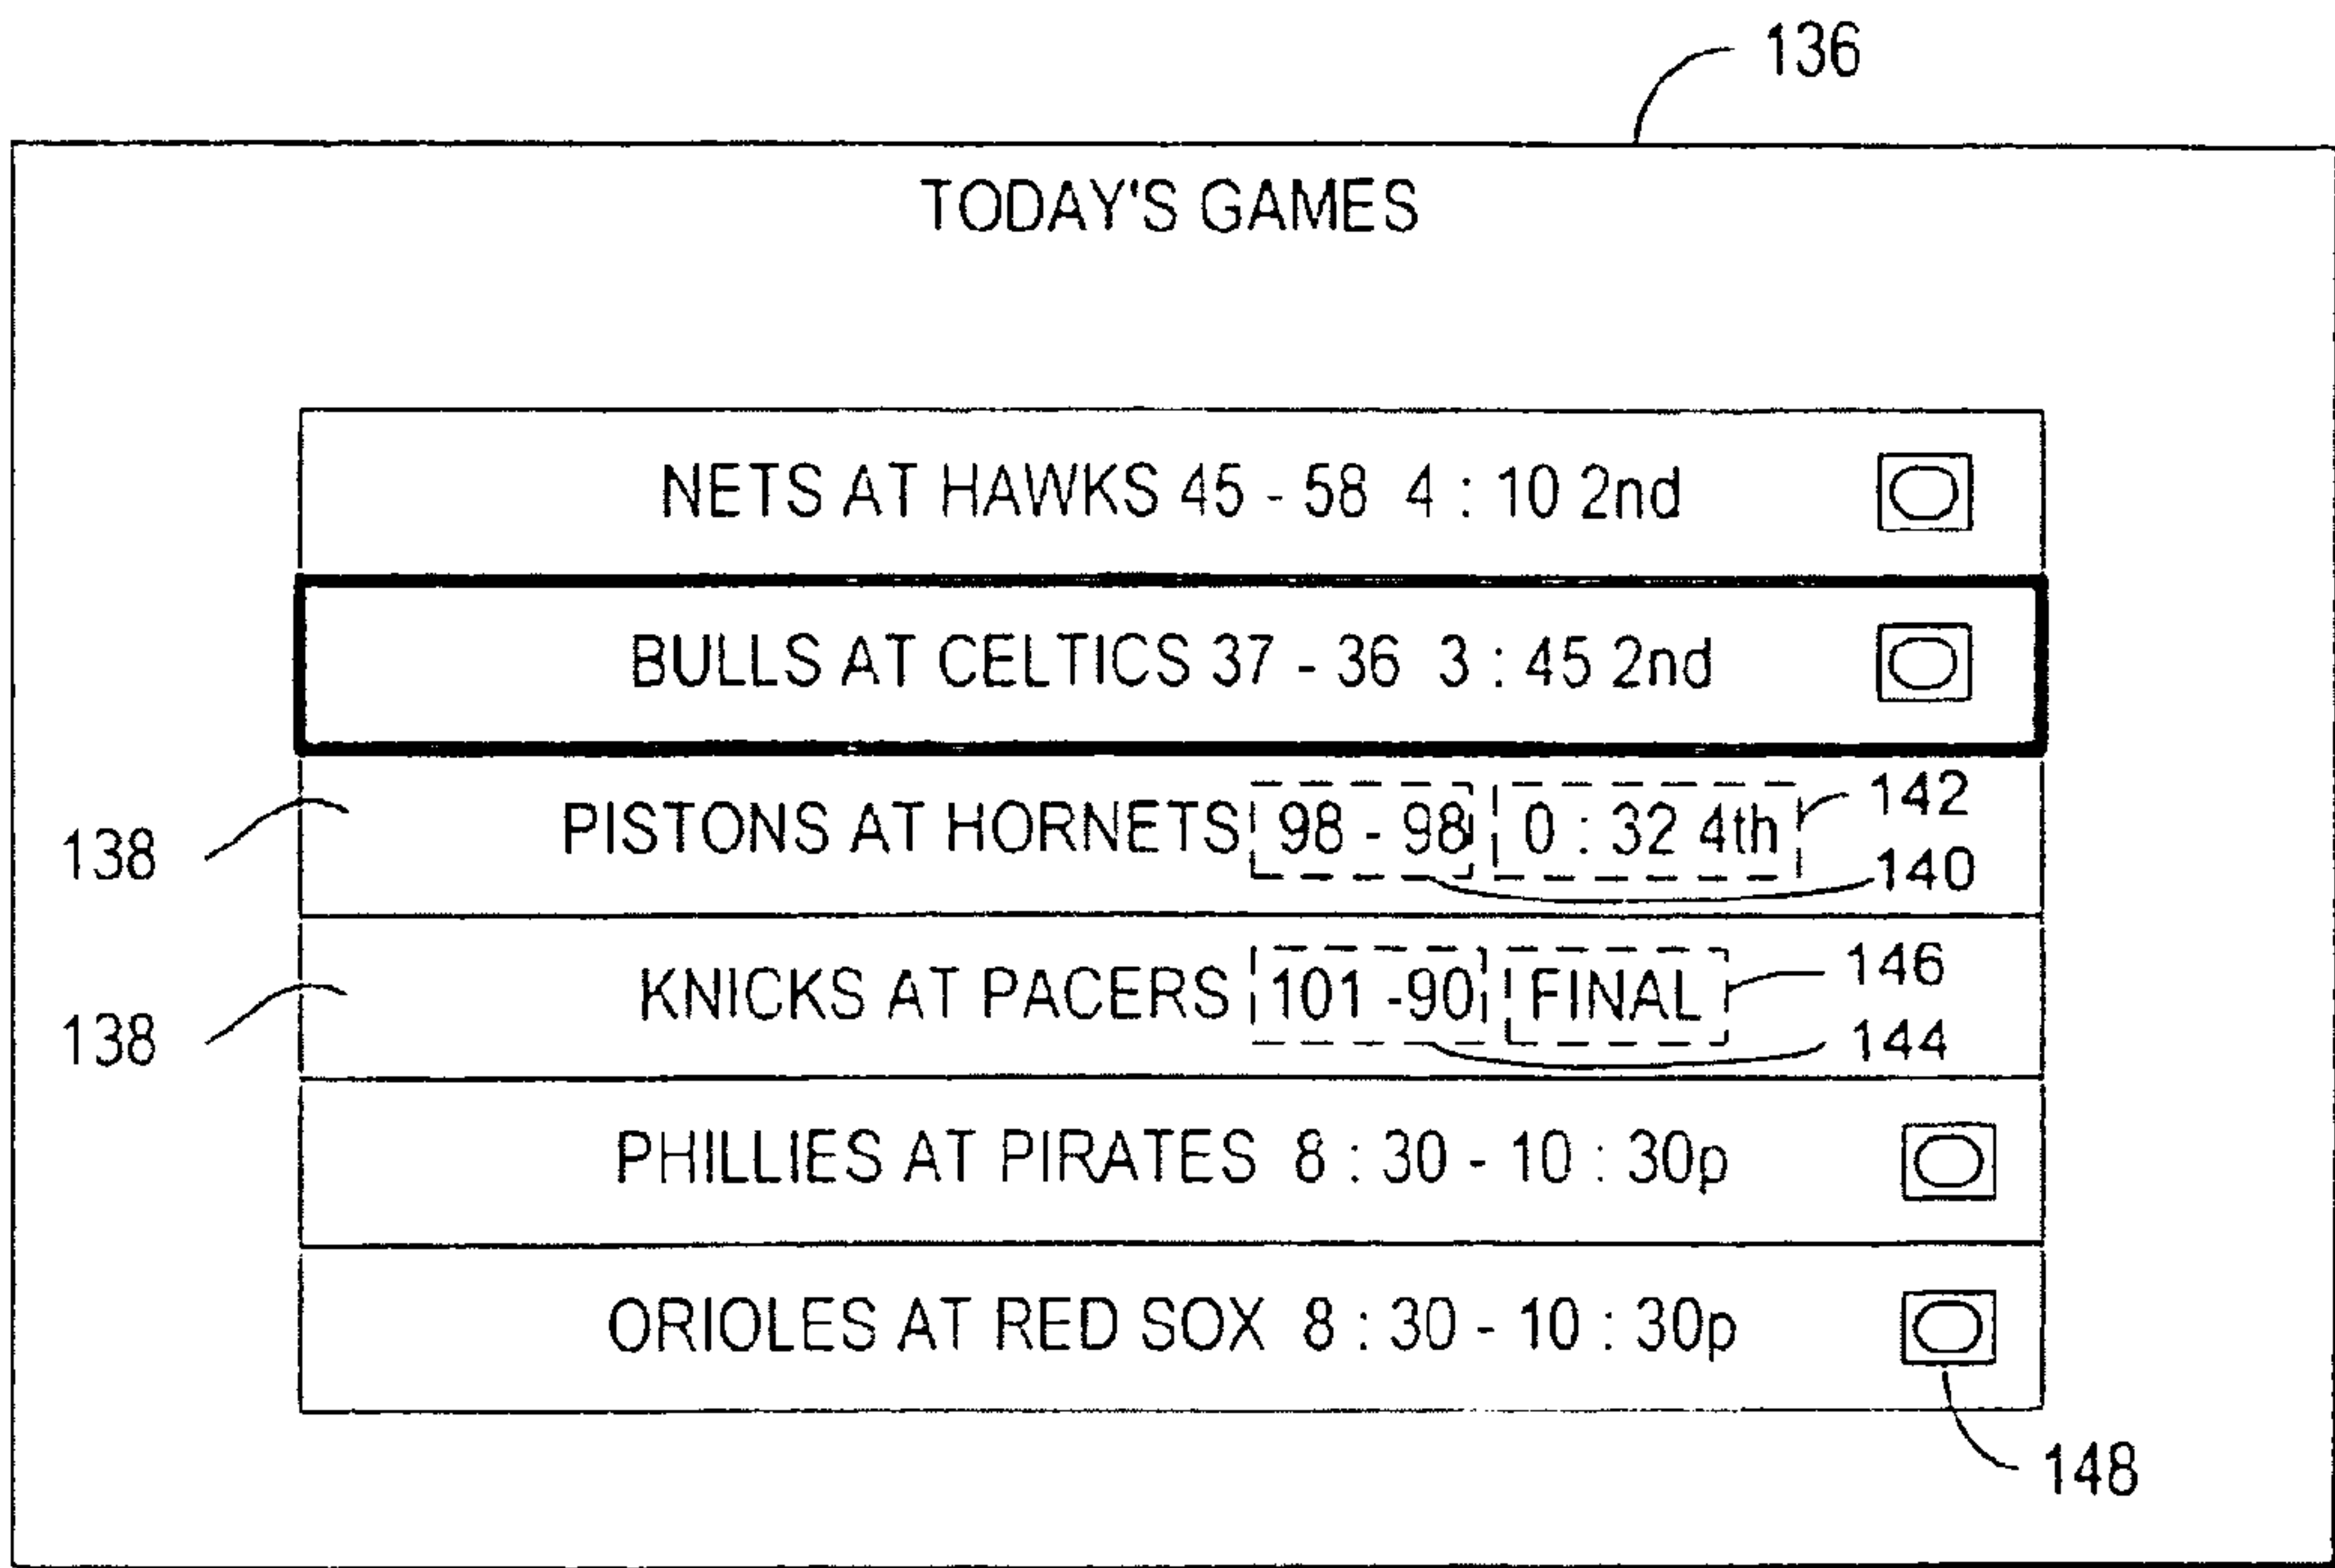 136
TODAY'S GAMES
NETS AT HAWKS 45 - 58 4 : 10 2nd
BULLS AT CELTICS 37 - 36 3 : 45 2nd
138 PISTONS AT HORNETS 98 - 98 0 : 32 4th 142
140
138 KNICKS AT PACERS 101 -90 FINAL 146
144
PHILLIES AT PIRATES 8 : 30 - 10 : 30p
ORIOLES AT RED SOX 8 : 30 - 10 : 30p
148